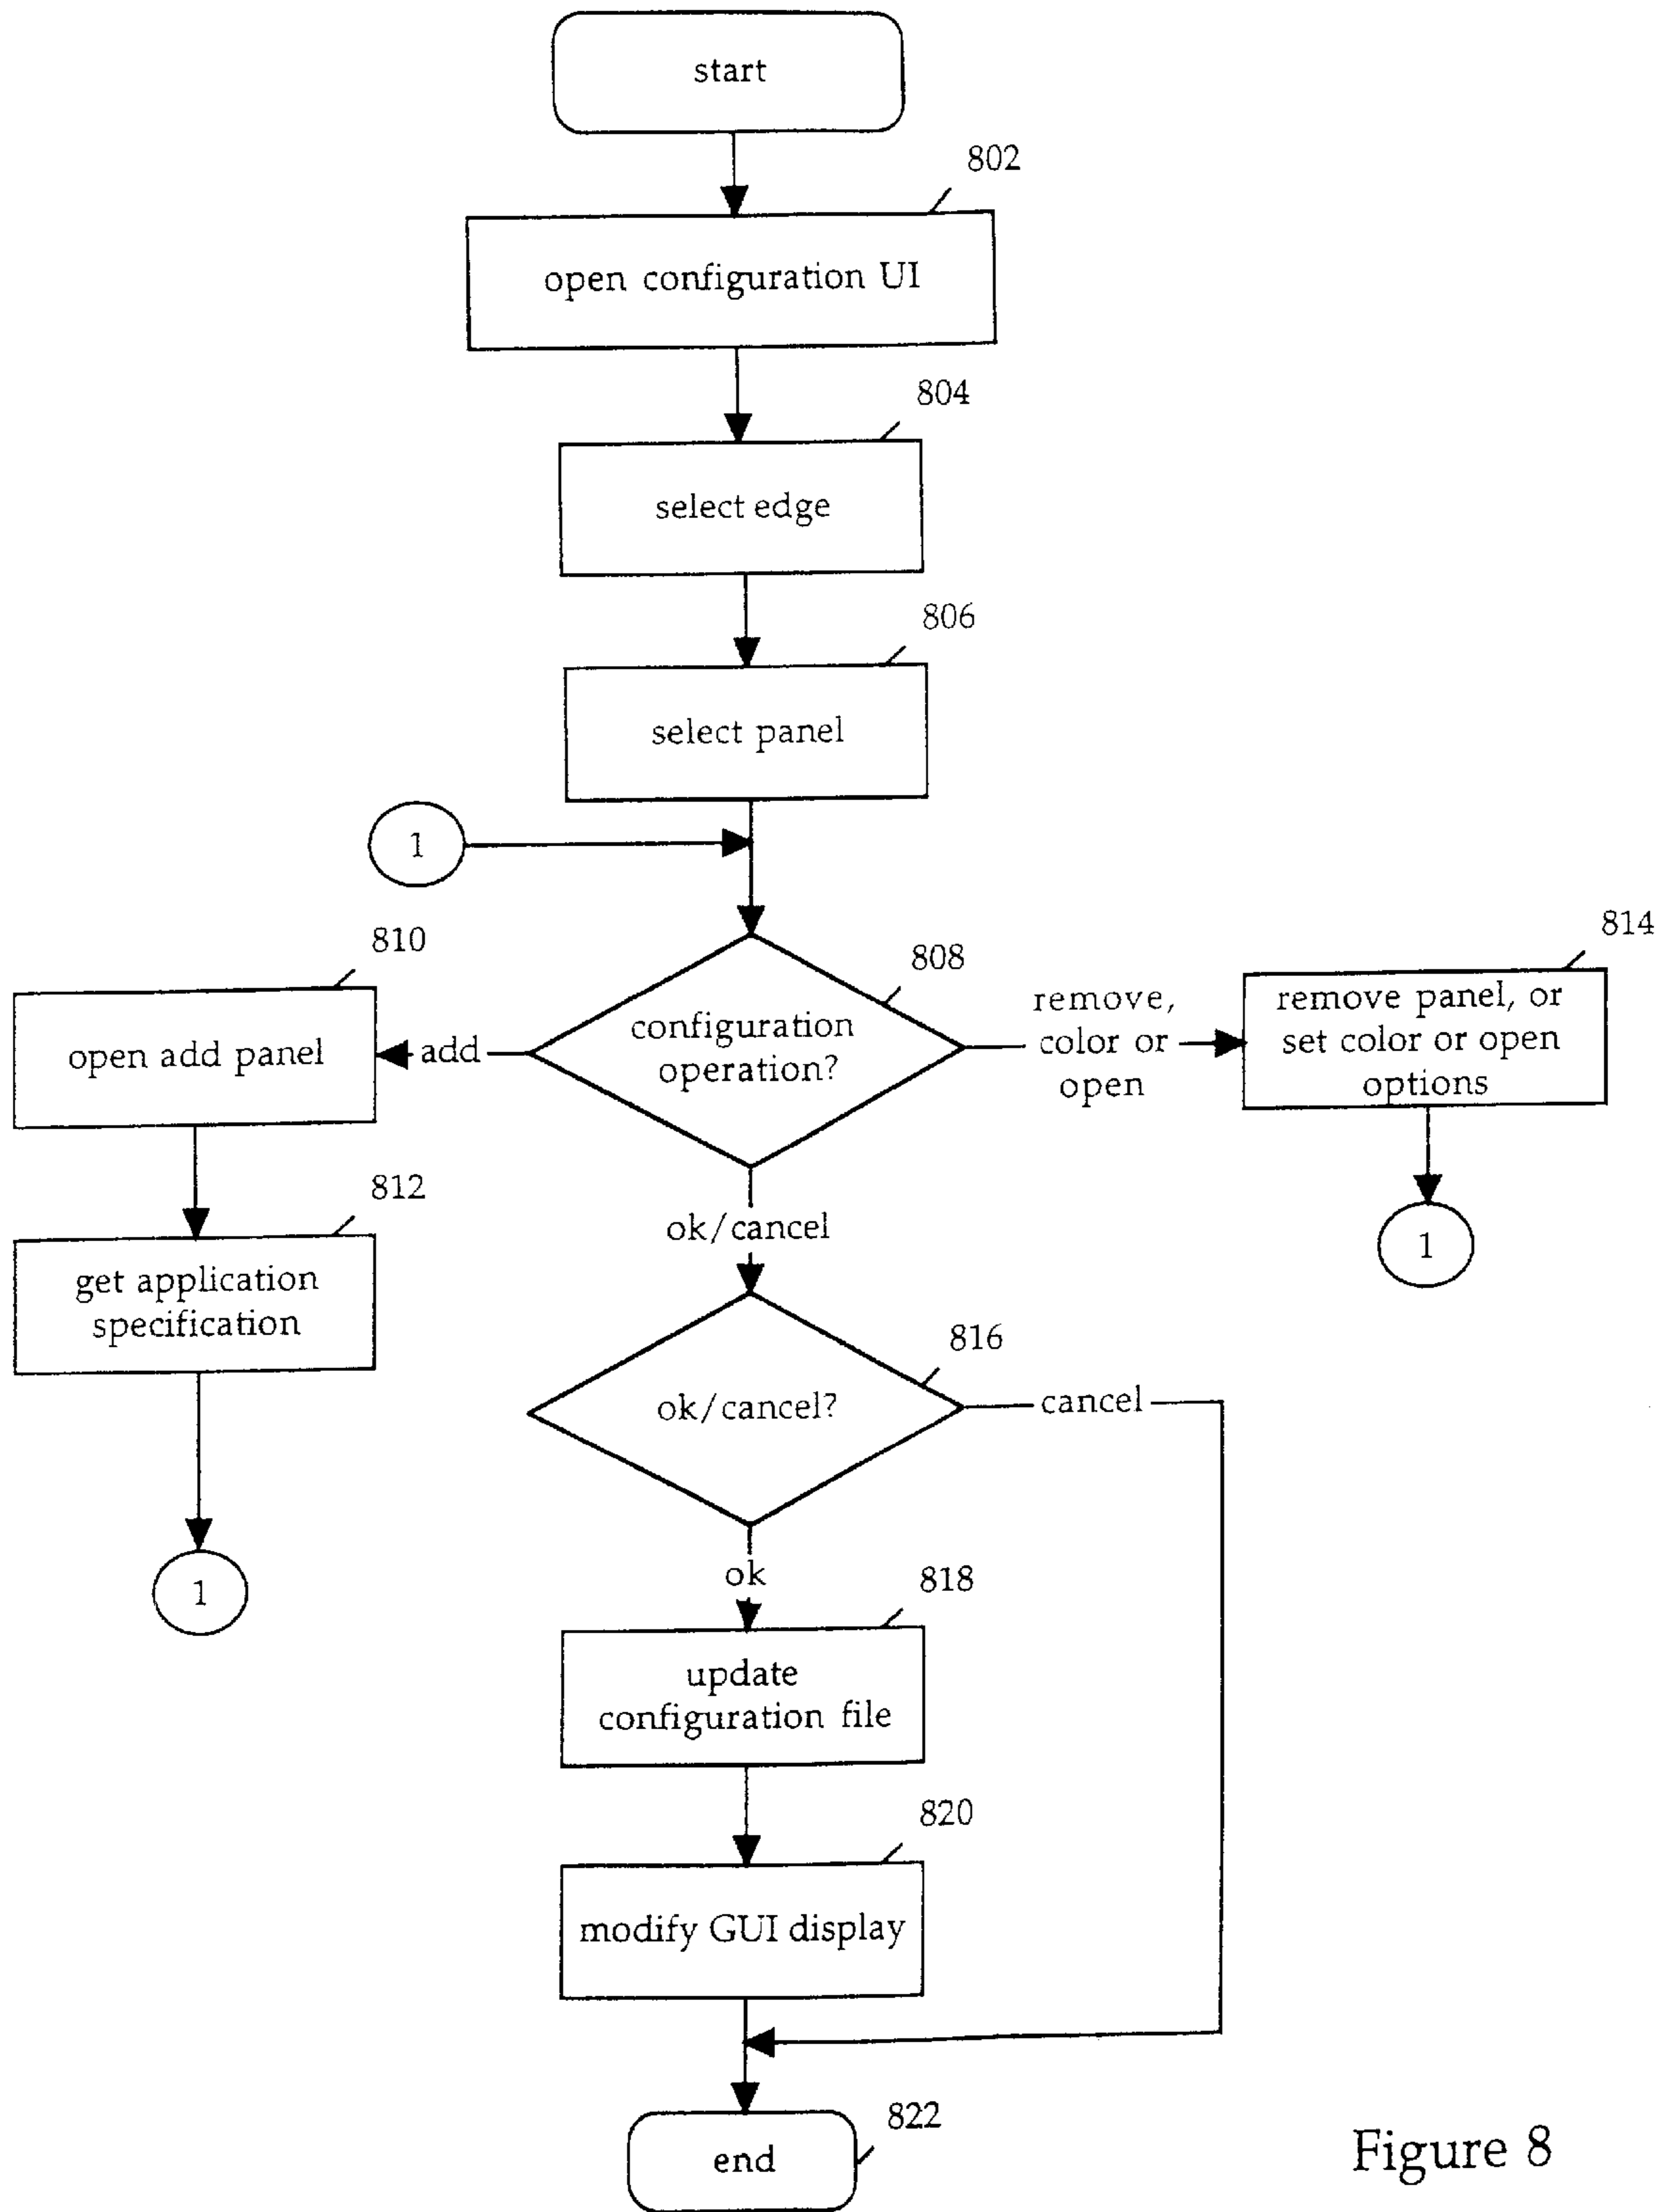 start
802
open configuration UI
804
select edge
806
select panel
1
810
808
814
open add panel
add
configuration
operation?
remove,
color or
open
remove panel, or
set color or open
options
812
get application
specification
ok/cancel
1
816
ok/cancel?
cancel
1
ok
818
update
configuration file
820
modify GUI display
822
end
Figure 8